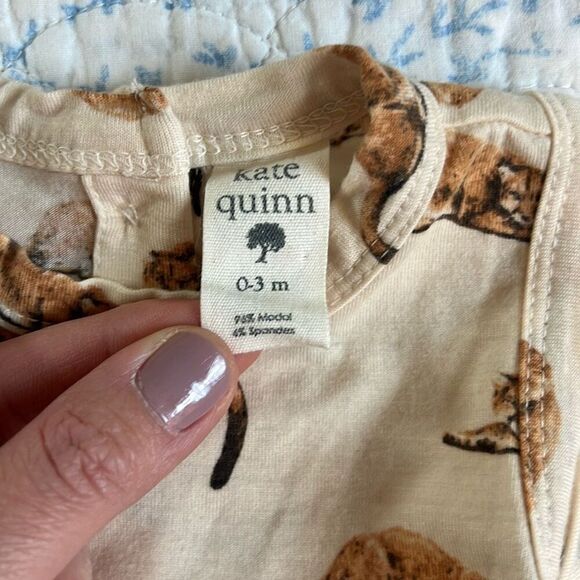 kate
quinn
0-3 m
96% Modal
4% Spandex